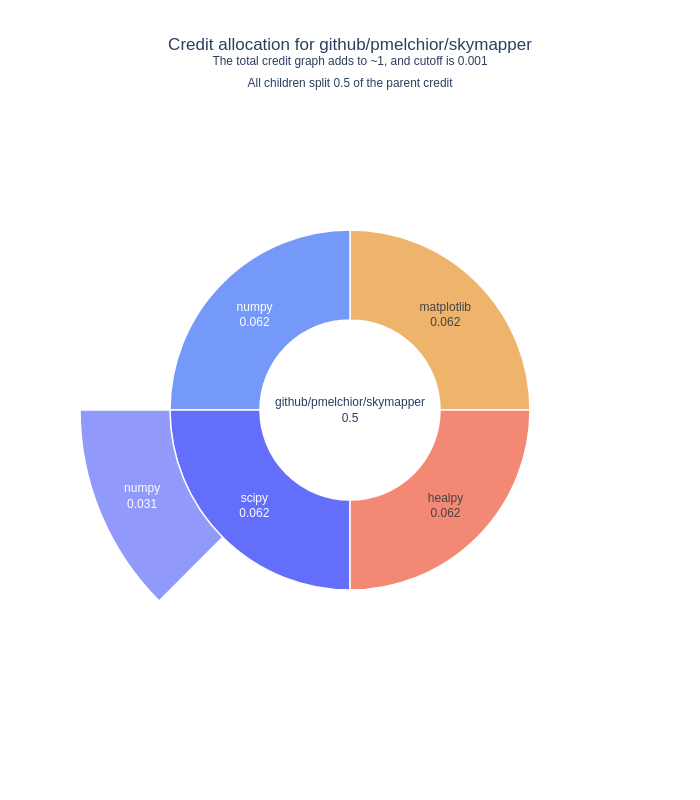 Credit allocation for github/pmelchior/skymapper
The total credit graph adds to ~1, and cutoff is 0.001
All children split 0.5 of the parent credit
numpy
0.062
matplotlib
0.062
github/pmelchior/skymapper
0.5
numpy
0.031
scipy
0.062
healpy
0.062